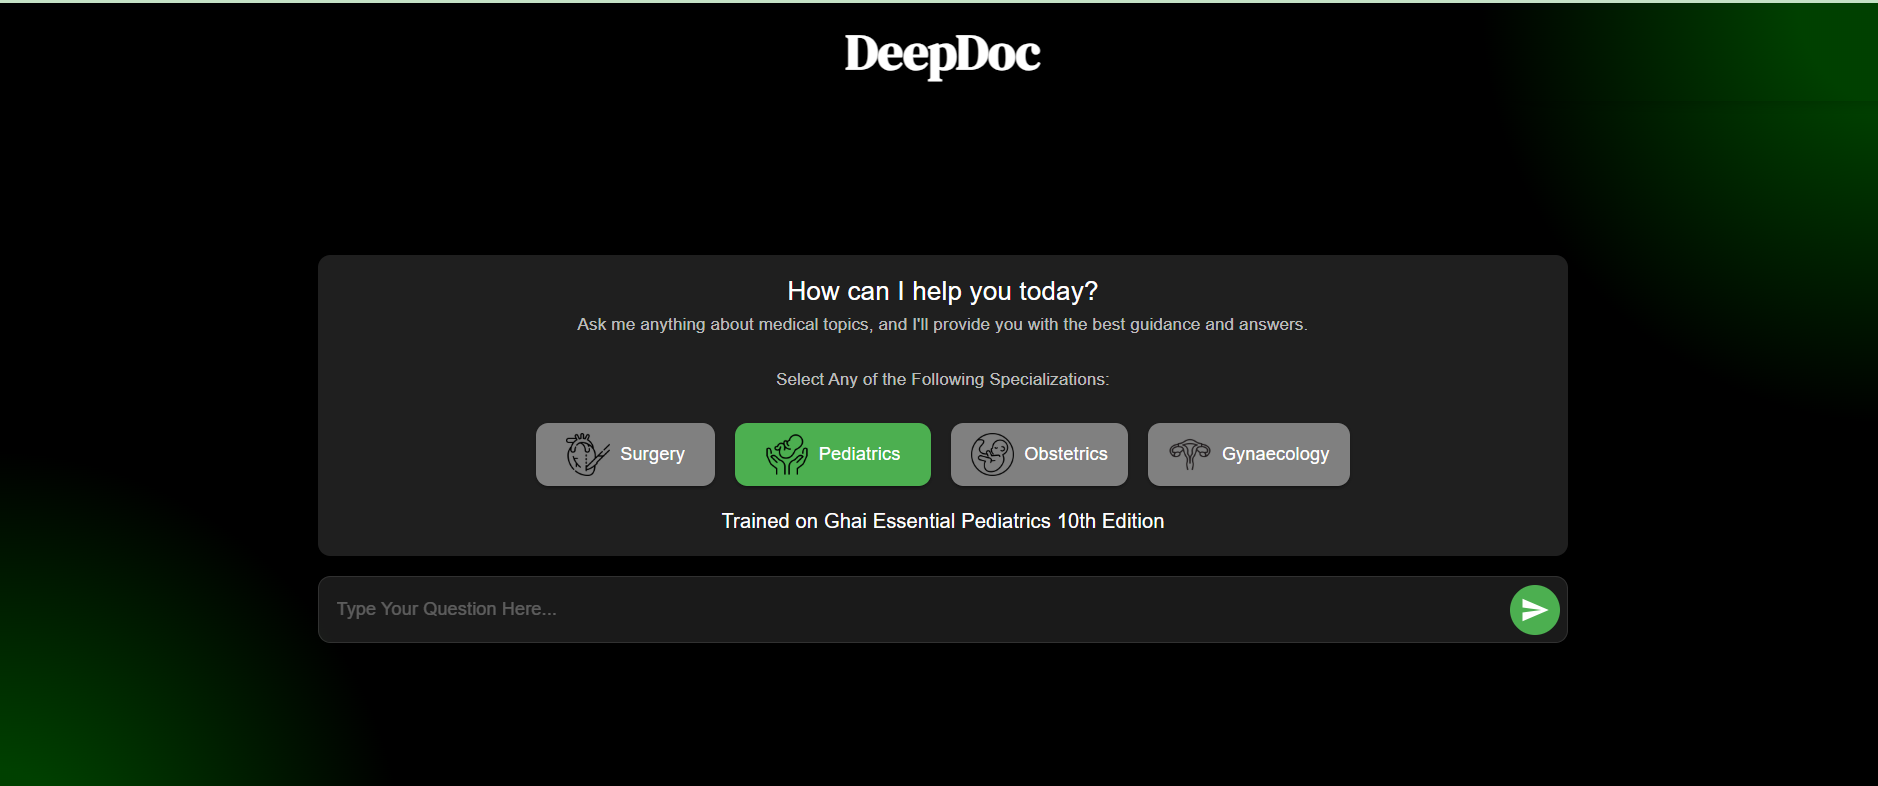 DeepDoc
How can I help you today?
Ask me anything about medical topics, and I'll provide you with the best guidance and answers.
Select Any of the Following Specializations:
Surgery
Pediatrics
Obstetrics
Gynaecology
Trained on Ghai Essential Pediatrics 10th Edition
Type Your Question Here...